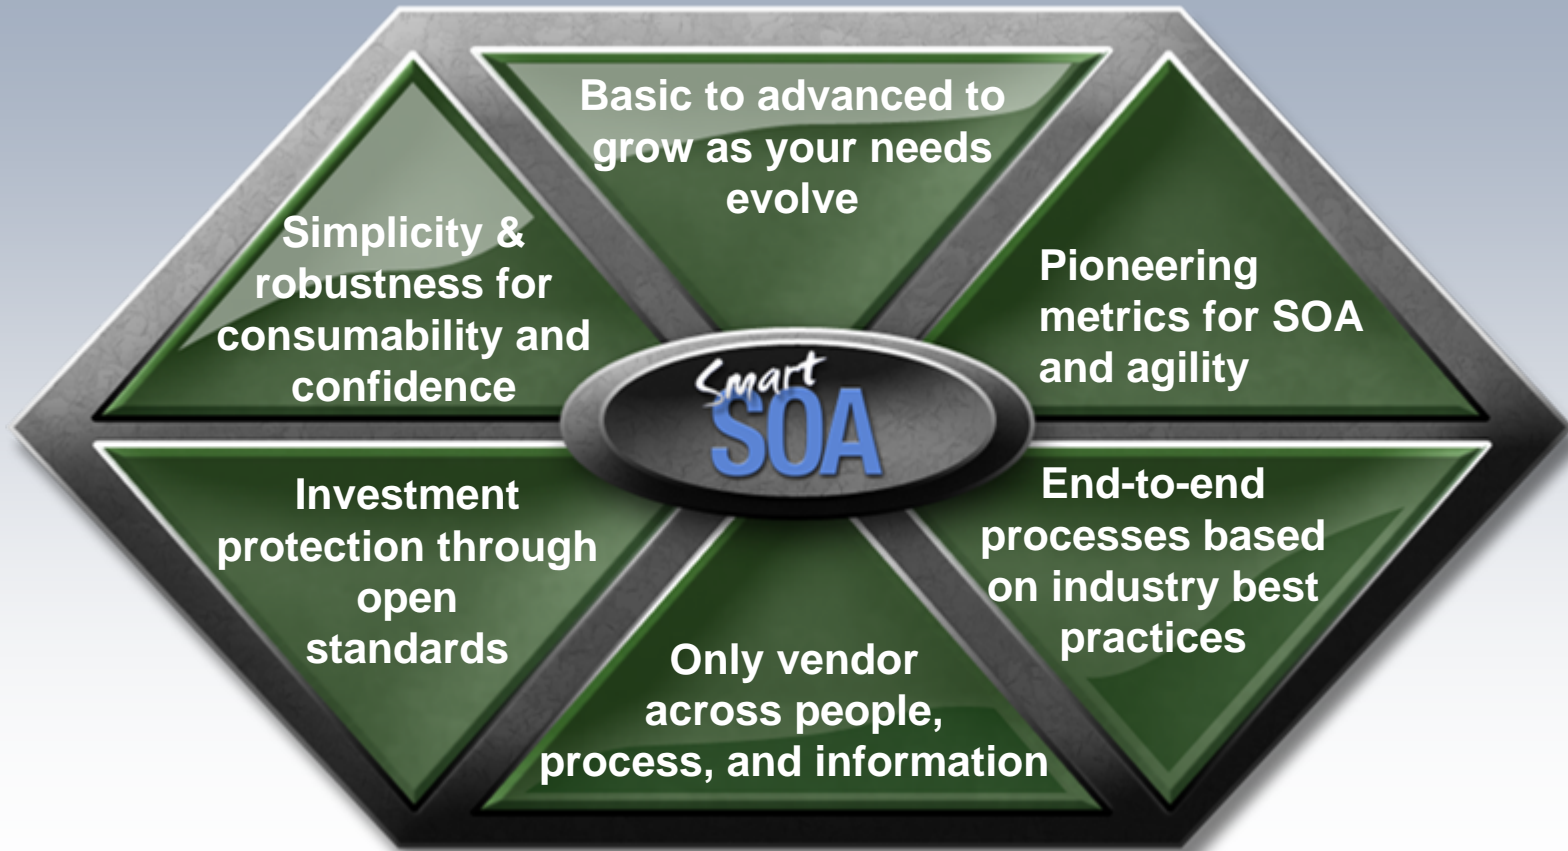 Basic to advanced to
grow as your needs
evolve
Simplicity &
robustness for
consumability and
confidence
Pioneering
metrics for SOA
and agility
Smart
SOA
Investment
protection through
open
standards
End-to-end
processes based
on industry best
practices
Only vendor
across people,
process, and information